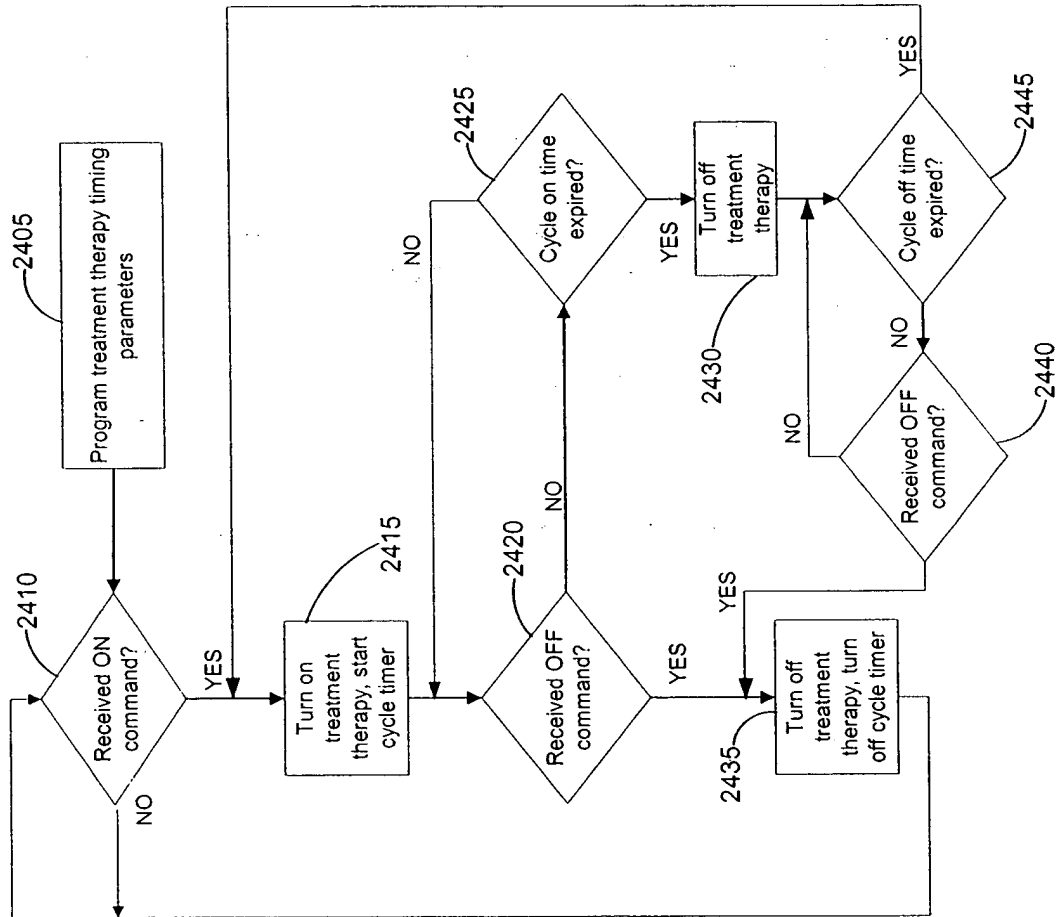 2405
Program treatment therapy timing
parameters
2410
Received ON
command?
NO
YES
2415
Turn on
treatment
therapy, start
cycle timer
NO
2420
Received OFF
command?
NO
YES
2425
Cycle on time
expired?
YES
2430
Turn off
treatment
therapy
2435
Turn off
treatment
therapy, turn
off cycle timer
YES
NO
2440
Received OFF
command?
NO
2445
Cycle off time
expired?
YES